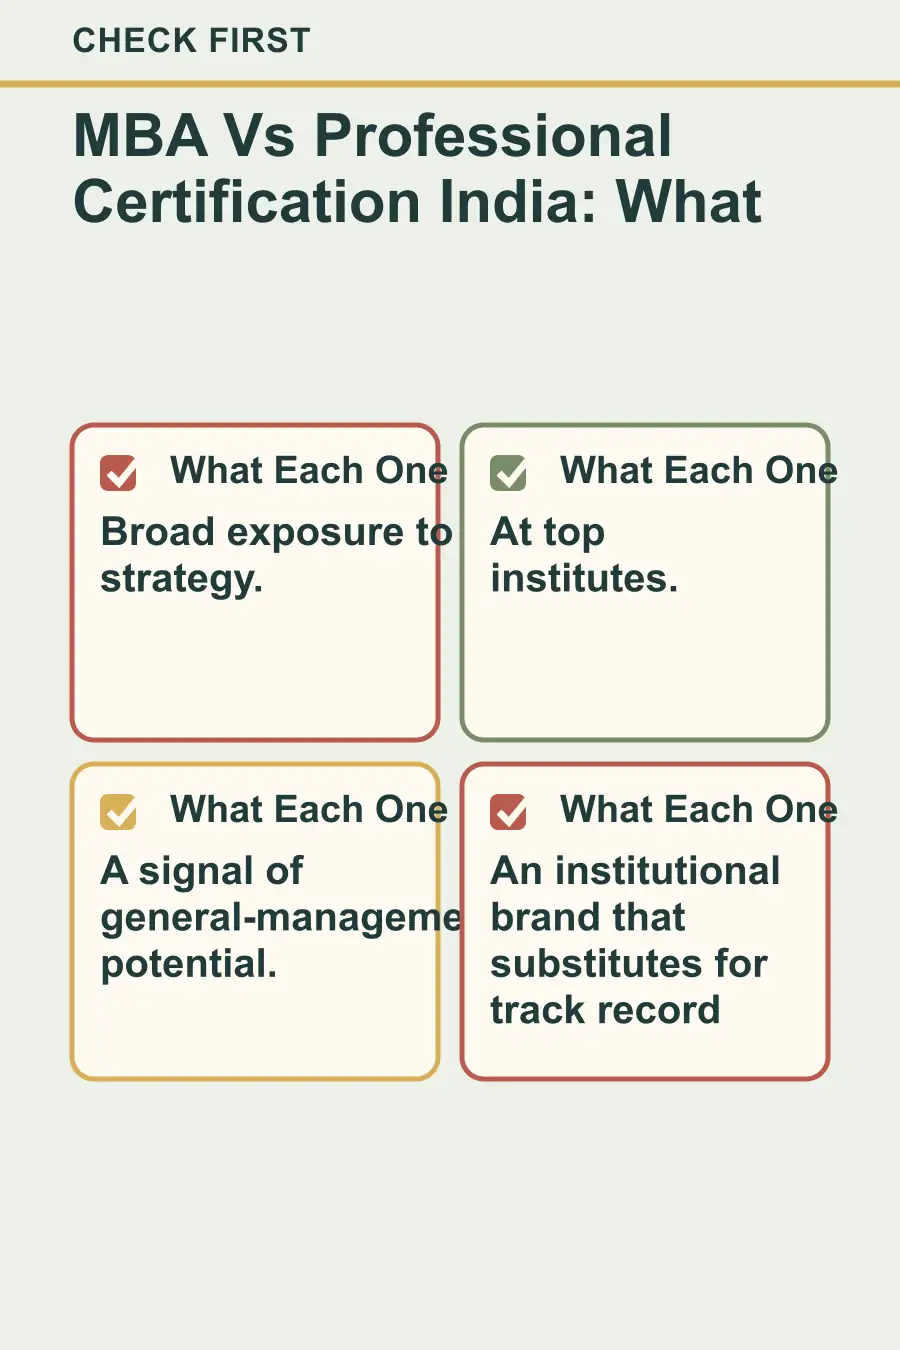 CHECK FIRST
MBA Vs Professional
Certification India: What
What Each One
Broad exposure to
strategy.
What Each One
At top
institutes.
What Each One
A signal of
general-manageme
potential.
What Each One
An institutional
brand that
substitutes for
track record